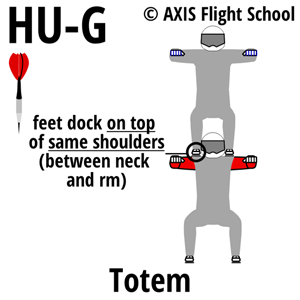 HU-G
© AXIS Flight School
feet dock on top
of same shoulders
(between neck
and rm)
Totem